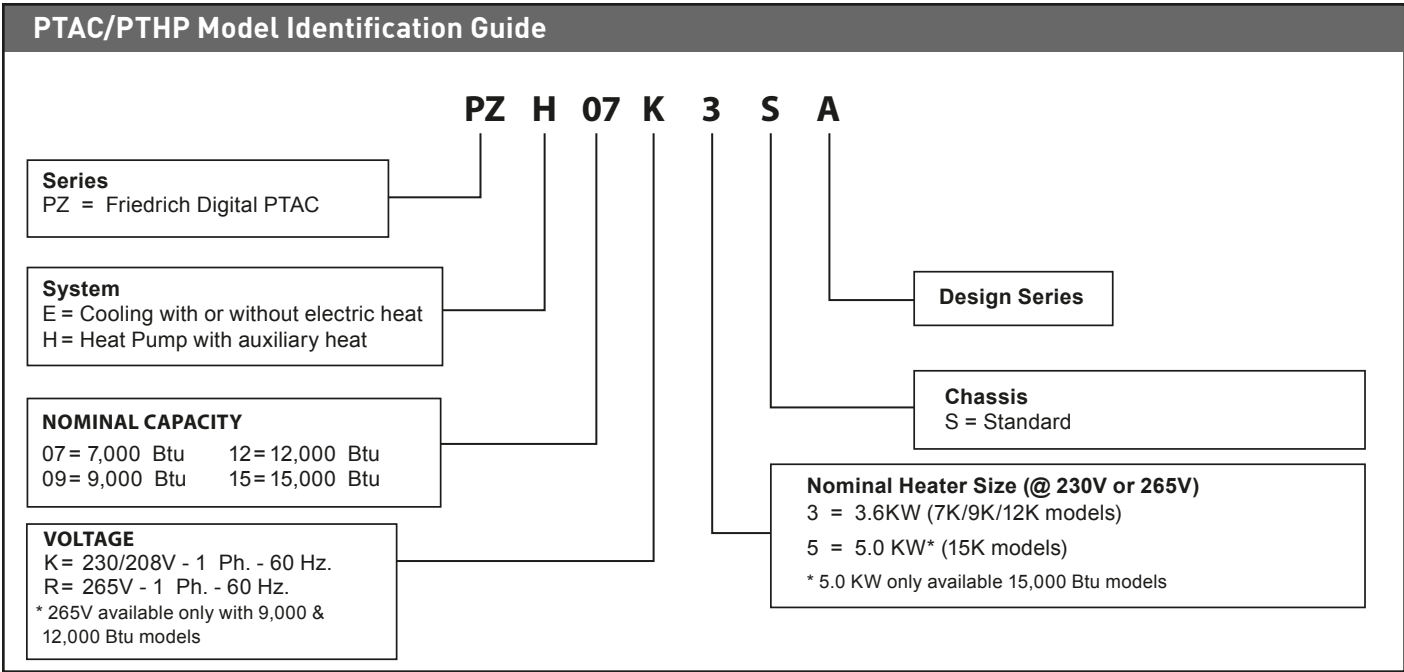 PTAC/PTHP Model Identification Guide
PZ H 07 K 3 S A
Series
PZ = Friedrich Digital PTAC
System
E = Cooling with or without electric heat
H = Heat Pump with auxiliary heat
NOMINAL CAPACITY
07 = 7,000 Btu 12 = 12,000 Btu
09 = 9,000 Btu 15 = 15,000 Btu
VOLTAGE
K = 230/208V - 1 Ph. - 60 Hz.
R = 265V - 1 Ph. - 60 Hz.
* 265V available only with 9,000 &
12,000 Btu models
Design Series
Chassis
S = Standard
Nominal Heater Size (@ 230V or 265V)
3 = 3.6KW (7K/9K/12K models)
5 = 5.0 KW* (15K models)
* 5.0 KW only available 15,000 Btu models